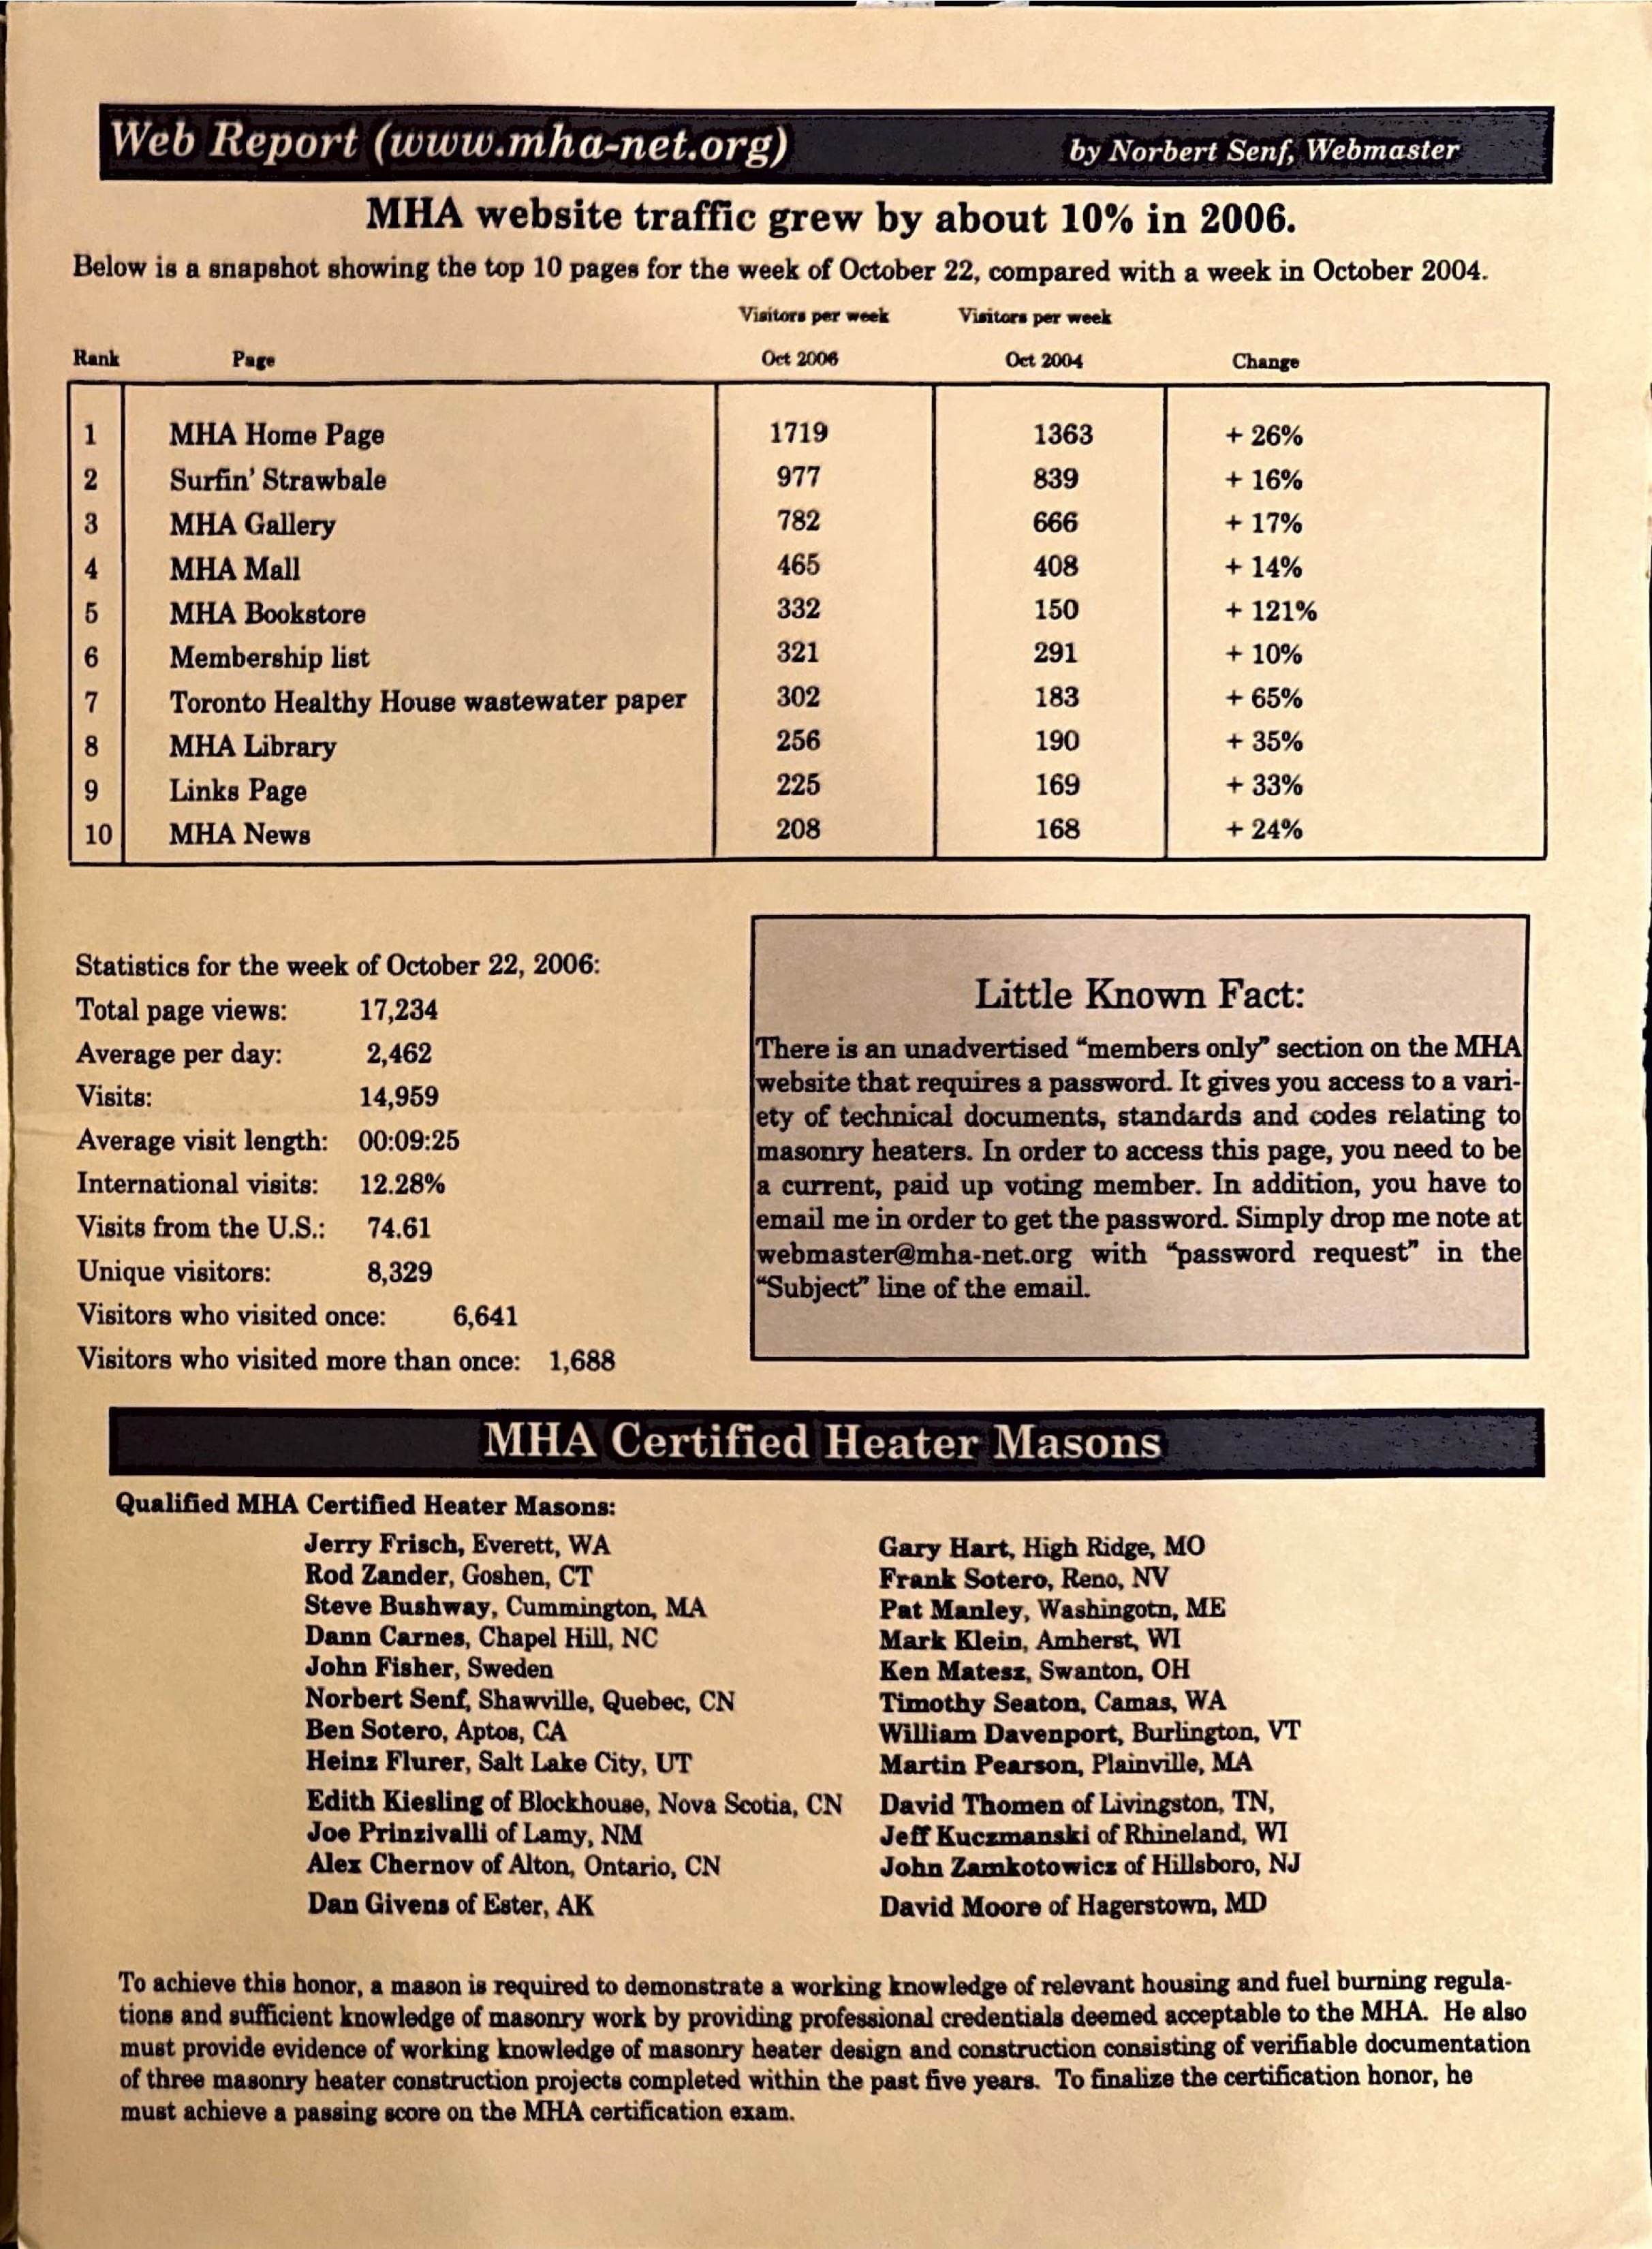 Web Report (www.mha-net.org) by Norbert Senf, Webmaster
MHA website traffic grew by about 10% in 2006.
Below is a snapshot showing the top 10 pages for the week of October 22, compared with a week in October 2004.
Visitors per week Visitors per week
Rank Page Oct 2006 Oct 2004 Change
1 MHA Home Page 1719 1363 + 26%
2 Surfin' Strawbale 977 839 + 16%
3 MHA Gallery 782 666 + 17%
4 MHA Mall 465 408 + 14%
5 MHA Bookstore 332 150 + 121%
6 Membership list 321 291 + 10%
7 Toronto Healthy House wastewater paper 302 183 + 65%
8 MHA Library 256 190 + 35%
9 Links Page 225 169 + 33%
10 MHA News 208 168 + 24%
Statistics for the week of October 22, 2006:
Total page views: 17,234
Average per day: 2,462
Visits: 14,959
Average visit length: 00:09:25
International visits: 12.28%
Visits from the U.S.: 74.61
Unique visitors: 8,329
Visitors who visited once: 6,641
Visitors who visited more than once: 1,688
Little Known Fact:
There is an unadvertised “members only” section on the MHA
website that requires a password. It gives you access to a vari-
ety of technical documents, standards and codes relating to
masonry heaters. In order to access this page, you need to be
a current, paid up voting member. In addition, you have to
email me in order to get the password. Simply drop me note at
webmaster@mha-net.org with “password request” in the
“Subject” line of the email.
MHA Certified Heater Masons
Qualified MHA Certified Heater Masons:
Jerry Frisch, Everett, WA
Rod Zander, Goshen, CT
Steve Bushway, Cummington, MA
Dann Carnes, Chapel Hill, NC
John Fisher, Sweden
Norbert Senf, Shawville, Quebec, CN
Ben Sotero, Aptos, CA
Heinz Flurer, Salt Lake City, UT
Edith Kiesling of Blockhouse, Nova Scotia, CN
Joe Prinzivalli of Lamy, NM
Alex Chernov of Alton, Ontario, CN
Dan Givens of Ester, AK
Gary Hart, High Ridge, MO
Frank Sotero, Reno, NV
Pat Manley, Washingotn, ME
Mark Klein, Amherst, WI
Ken Matesz, Swanton, OH
Timothy Seaton, Camas, WA
William Davenport, Burlington, VT
Martin Pearson, Plainville, MA
David Thomen of Livingston, TN,
Jeff Kuczmanski of Rhineland, WI
John Zamkotowicz of Hillsboro, NJ
David Moore of Hagerstown, MD
To achieve this honor, a mason is required to demonstrate a working knowledge of relevant housing and fuel burning regula-
tions and sufficient knowledge of masonry work by providing professional credentials deemed acceptable to the MHA. He also
must provide evidence of working knowledge of masonry heater design and construction consisting of verifiable documentation
of three masonry heater construction projects completed within the past five years. To finalize the certification honor, he
must achieve a passing score on the MHA certification exam.